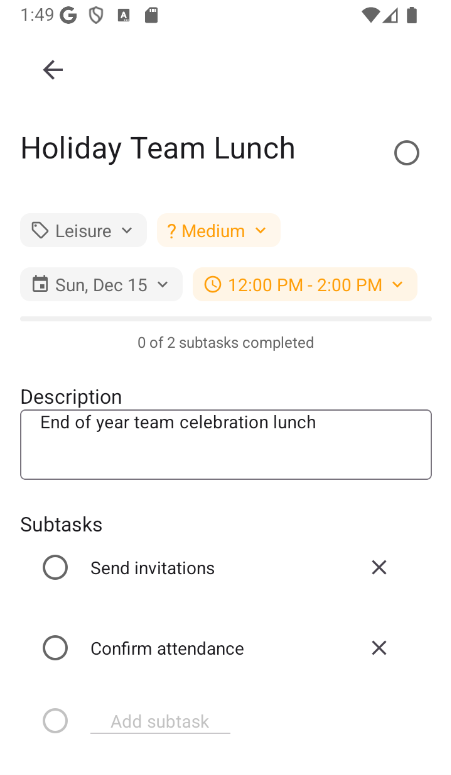 1:49
Holiday Team Lunch
Leisure
? Medium
Sun, Dec 15
12:00 PM - 2:00 PM
0 of 2 subtasks completed
Description
End of year team celebration lunch
Subtasks
Send invitations
Confirm attendance
Add subtask